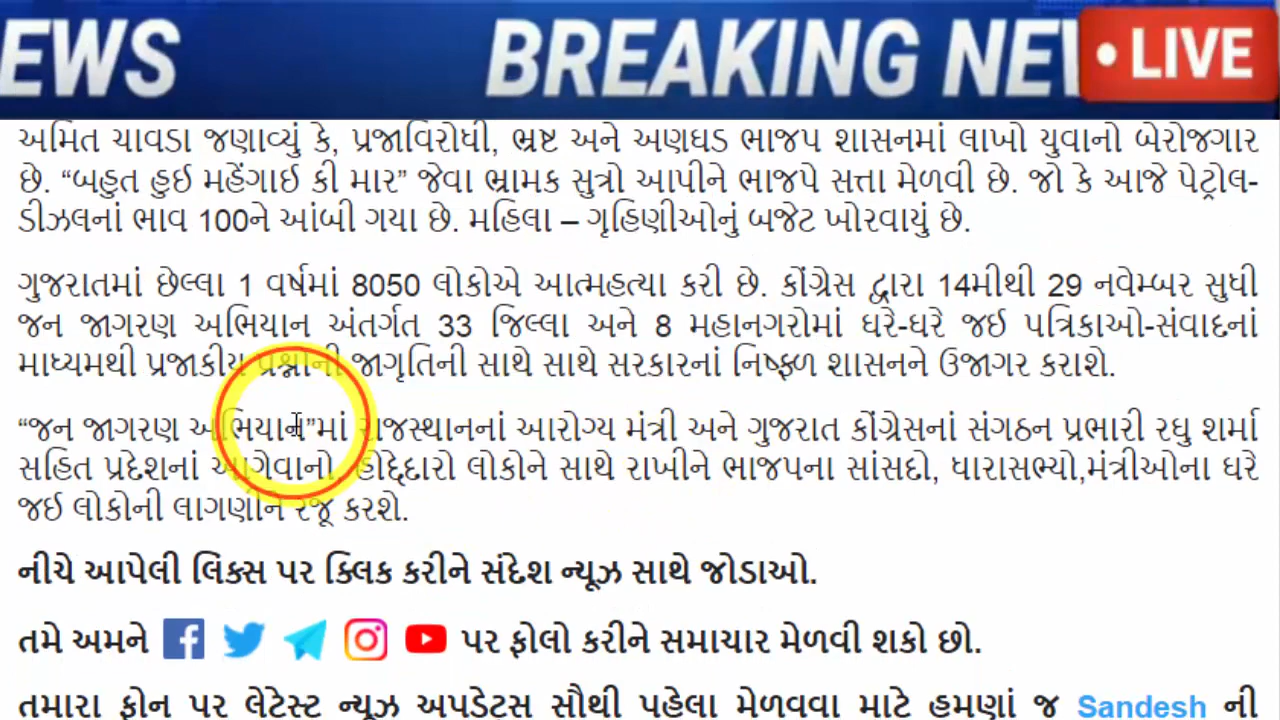 EWS BREAKING NEW • LIVE
અમિત ચાવડા જણાવ્યું કે, પ્રજાવિરોધી, ભ્રષ્ટ અને અણઘડ ભાજપ શાસનમાં લાખો યુવાનો બેરોજગાર
છે. “બહુત હુઈ મહેંગાઈ કી માર” જેવા ભ્રામક સુત્રો આપીને ભાજપે સત્તા મેળવી છે. જો કે આજે પેટ્રોલ-
ડીઝલનાં ભાવ 100ને આંબી ગયા છે. મહિલા – ગૃહિણીઓનું બજેટ ખોરવાયું છે.
ગુજરાતમાં છેલ્લા 1 વર્ષમાં 8050 લોકોએ આત્મહત્યા કરી છે. કોંગ્રેસ દ્વારા 14મીથી 29 નવેમ્બર સુધી
જન જાગરણ અભિયાન અંતર્ગત 33 જિલ્લા અને 8 મહાનગરોમાં ઘરે-ઘરે જઈ પત્રિકાઓ-સંવાદનાં
માધ્યમથી પ્રજાકીય પ્રશ્નોની જાગૃતિની સાથે સાથે સરકારનાં નિષ્ફળ શાસનને ઉજાગર કરાશે.
“જન જાગરણ અભિયાન”માં રાજસ્થાનનાં આરોગ્ય મંત્રી અને ગુજરાત કોંગ્રેસનાં સંગઠન પ્રભારી રઘુ શર્મા
સહિત પ્રદેશનાં આગેવાનો, હોદ્દેદારો લોકોને સાથે રાખીને ભાજપના સાંસદો, ધારાસભ્યો,મંત્રીઓના ઘરે
જઈ લોકોની લાગણીને રજૂ કરશે.
નીચે આપેલી લિંક્સ પર ક્લિક કરીને સંદેશ ન્યૂઝ સાથે જોડાઓ.
તમે અમને પર ફોલો કરીને સમાચાર મેળવી શકો છો.
તમારા ફોન પર લેટેસ્ટ ન્યૂઝ અપડેટ્સ સૌથી પહેલા મેળવવા માટે હમણાં જ Sandesh ની